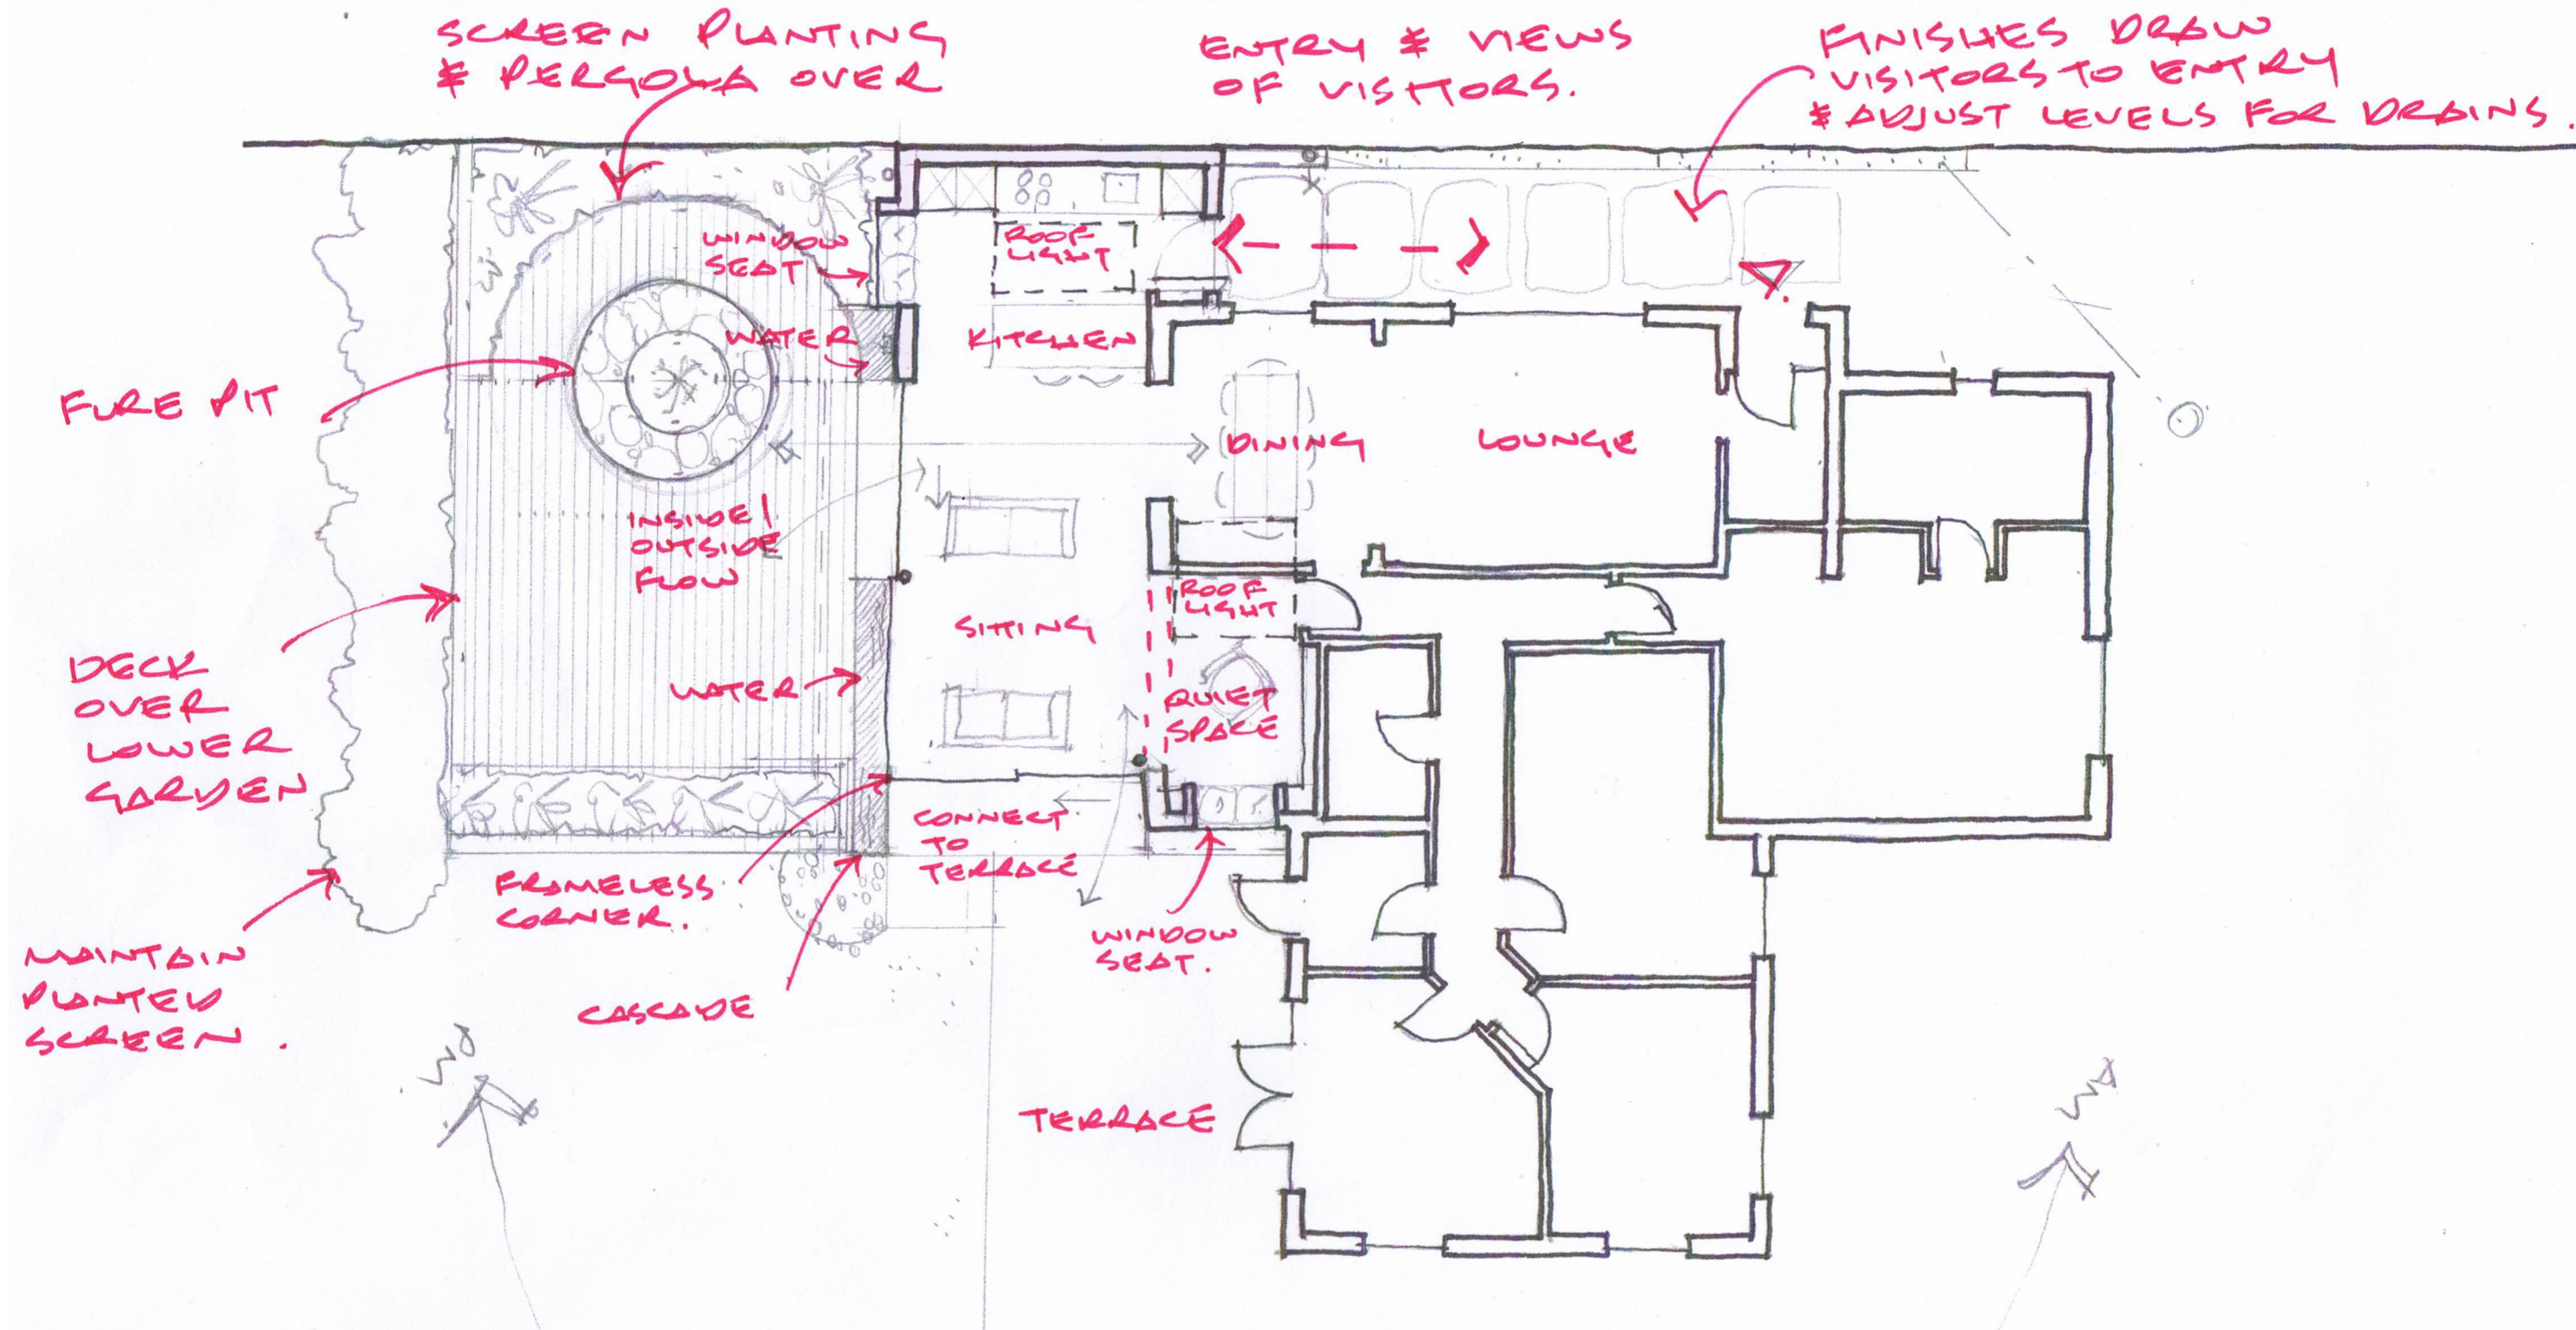 SCREEN PLANTING
& PERGOLA OVER
ENTRY & VIEWS
OF VISITORS.
FINISHES DRAW
VISITORS TO ENTRY
& ADJUST LEVELS FOR DRAINS.
WINDOW
SEAT
ROOF
LIGHT
WATER
KITCHEN
FIRE PIT
DINING
LOUNGE
INSIDE /
OUTSIDE
FLOW
ROOF
LIGHT
SITTING
DECK
OVER
LOWER
GARDEN
WATER
QUIET
SPACE
CONNECT
TO
TERRACE
FRAMELESS
CORNER.
WINDOW
SEAT.
MAINTAIN
PLANTED
SCREEN.
CASCADE
TERRACE